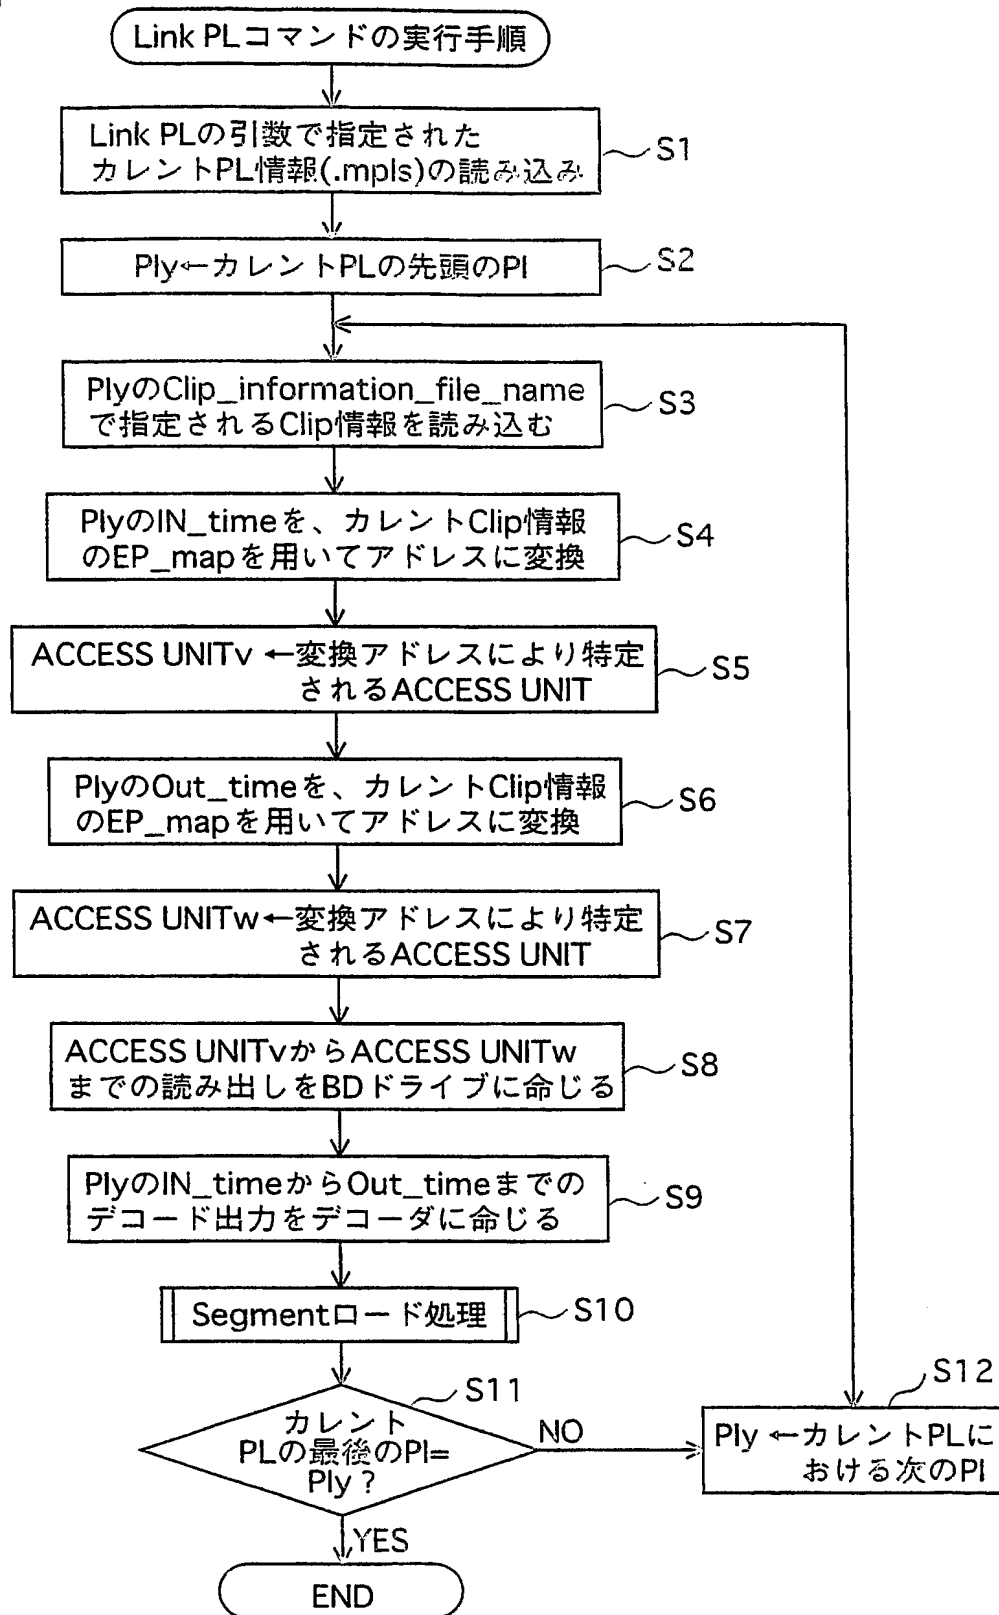 Link PLコマンドの実行手順
Link PLの引数で指定された
カレントPL情報(.mpls)の読み込み
S1
PIy←カレントPLの先頭のPI
S2
PIyのClip_information_file_name
で指定されるClip情報を読み込む
S3
PIyのIN_timeを、カレントClip情報
のEP_mapを用いてアドレスに変換
S4
ACCESS UNITv ←変換アドレスにより特定
されるACCESS UNIT
S5
PIyのOut_timeを、カレントClip情報
のEP_mapを用いてアドレスに変換
S6
ACCESS UNITw←変換アドレスにより特定
されるACCESS UNIT
S7
ACCESS UNITvからACCESS UNITw
までの読み出しをBDドライブに命じる
S8
PIyのIN_timeからOut_timeまでの
デコード出力をデコーダに命じる
S9
Segmentロード処理
S10
カレント
PLの最後のPI=
PIy ?
S11
NO
S12
PIy ←カレントPLに
おける次のPI
YES
END